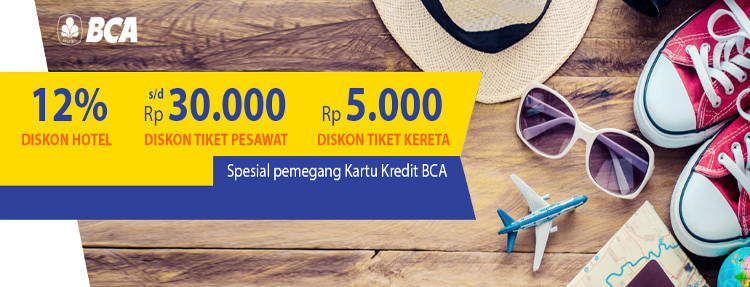 BCA
12%
DISKON HOTEL
s/d Rp 30.000
DISKON TIKET PESAWAT
Rp 5.000
DISKON TIKET KERETA
Spesial pemegang Kartu Kredit BCA